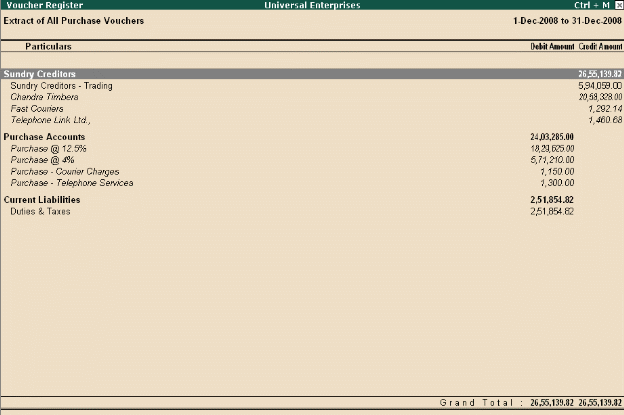 Voucher Register Universal Enterprises Ctrl + M
Extract of All Purchase Vouchers 1-Dec-2008 to 31-Dec-2008
Particulars Debit Amount Credit Amount
Sundry Creditors 26,55,139.82
Sundry Creditors - Trading 5,94,059.00
Chandra Timbers 20,58,328.00
Fast Couriers 1,292.14
Telephone Link Ltd., 1,460.68
Purchase Accounts 24,03,285.00
Purchase @ 12.5% 18,29,625.00
Purchase @ 4% 5,71,210.00
Purchase - Courier Charges 1,150.00
Purchase - Telephone Services 1,300.00
Current Liabilities 2,51,854.82
Duties & Taxes 2,51,854.82
Grand Total : 26,55,139.82 26,55,139.82